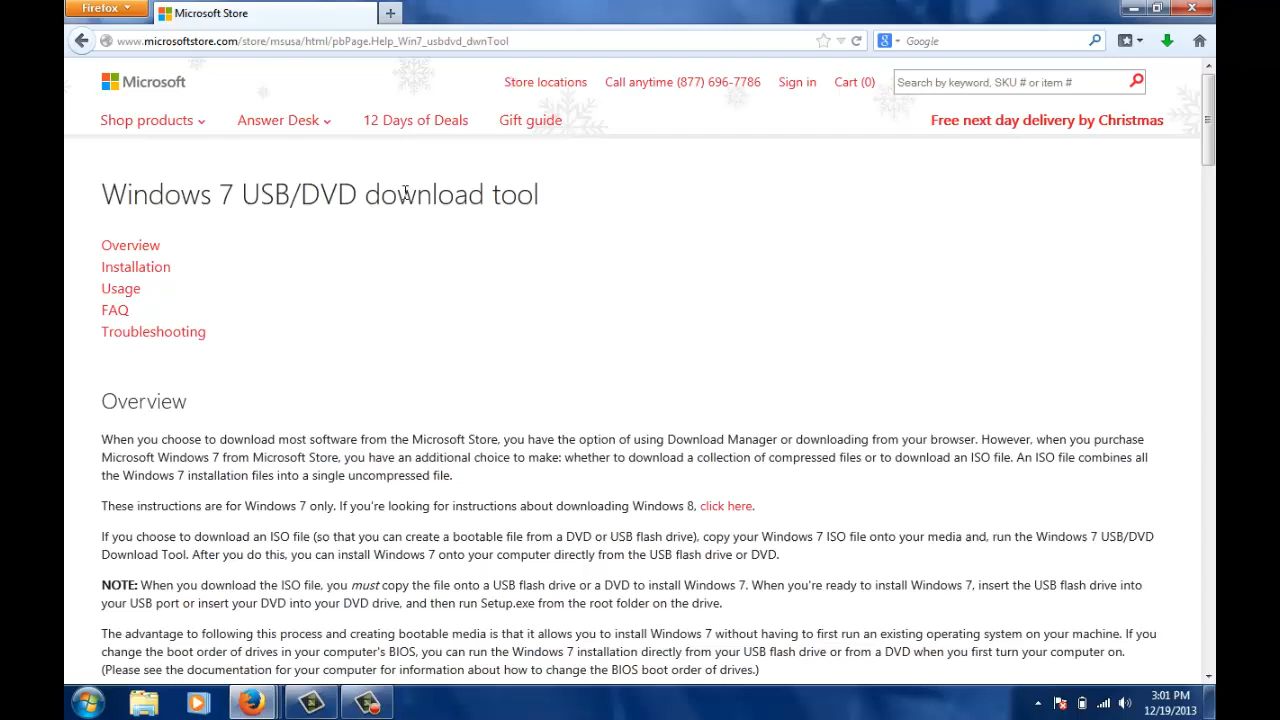 Firefox
Microsoft Store
www.microsoftstore.com/store/msusa/html/pbPage.Help_Win7_usbdvd_dwnTool
Google
Microsoft
Store locations
Call anytime (877) 696-7786
Sign in
Cart (0)
Search by keyword, SKU # or item #
Shop products
Answer Desk
12 Days of Deals
Gift guide
Free next day delivery by Christmas
Windows 7 USB/DVD download tool
Overview
Installation
Usage
FAQ
Troubleshooting
Overview
When you choose to download most software from the Microsoft Store, you have the option of using Download Manager or downloading from your browser. However, when you purchase
Microsoft Windows 7 from Microsoft Store, you have an additional choice to make: whether to download a collection of compressed files or to download an ISO file. An ISO file combines all
the Windows 7 installation files into a single uncompressed file.
These instructions are for Windows 7 only. If you're looking for instructions about downloading Windows 8, click here.
If you choose to download an ISO file (so that you can create a bootable file from a DVD or USB flash drive), copy your Windows 7 ISO file onto your media and, run the Windows 7 USB/DVD
Download Tool. After you do this, you can install Windows 7 onto your computer directly from the USB flash drive or DVD.
NOTE: When you download the ISO file, you must copy the file onto a USB flash drive or a DVD to install Windows 7. When you're ready to install Windows 7, insert the USB flash drive into
your USB port or insert your DVD into your DVD drive, and then run Setup.exe from the root folder on the drive.
The advantage to following this process and creating bootable media is that it allows you to install Windows 7 without having to first run an existing operating system on your machine. If you
change the boot order of drives in your computer's BIOS, you can run the Windows 7 installation directly from your USB flash drive or from a DVD when you first turn your computer on.
(Please see the documentation for your computer for information about how to change the BIOS boot order of drives.)
3:01 PM
12/19/2013